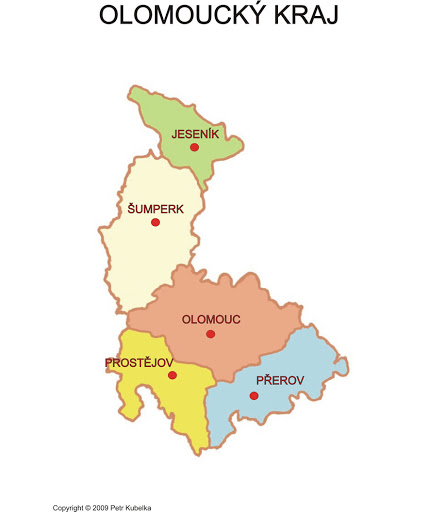 OLOMOUCKÝ KRAJ
JESENÍK
ŠUMPERK
OLOMOUC
PROSTĚJOV
PŘEROV
Copyright © 2009 Petr Kubelka